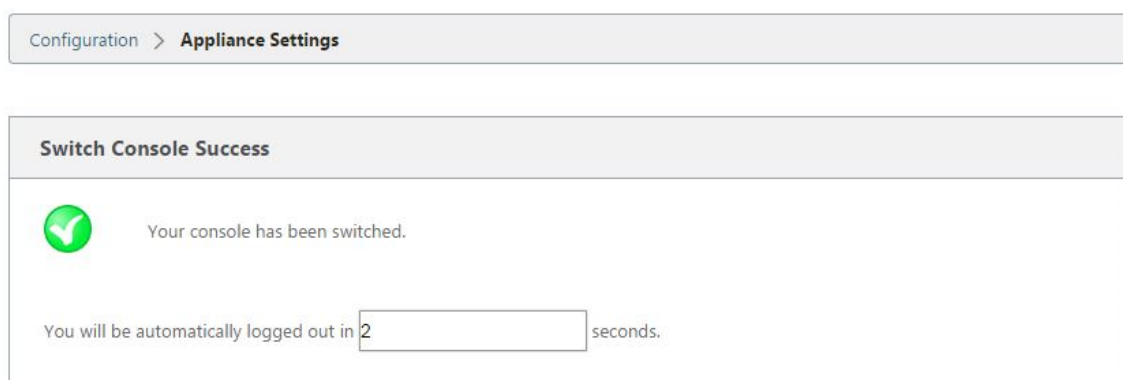 Configuration > Appliance Settings
Switch Console Success
Your console has been switched.
You will be automatically logged out in 2 seconds.